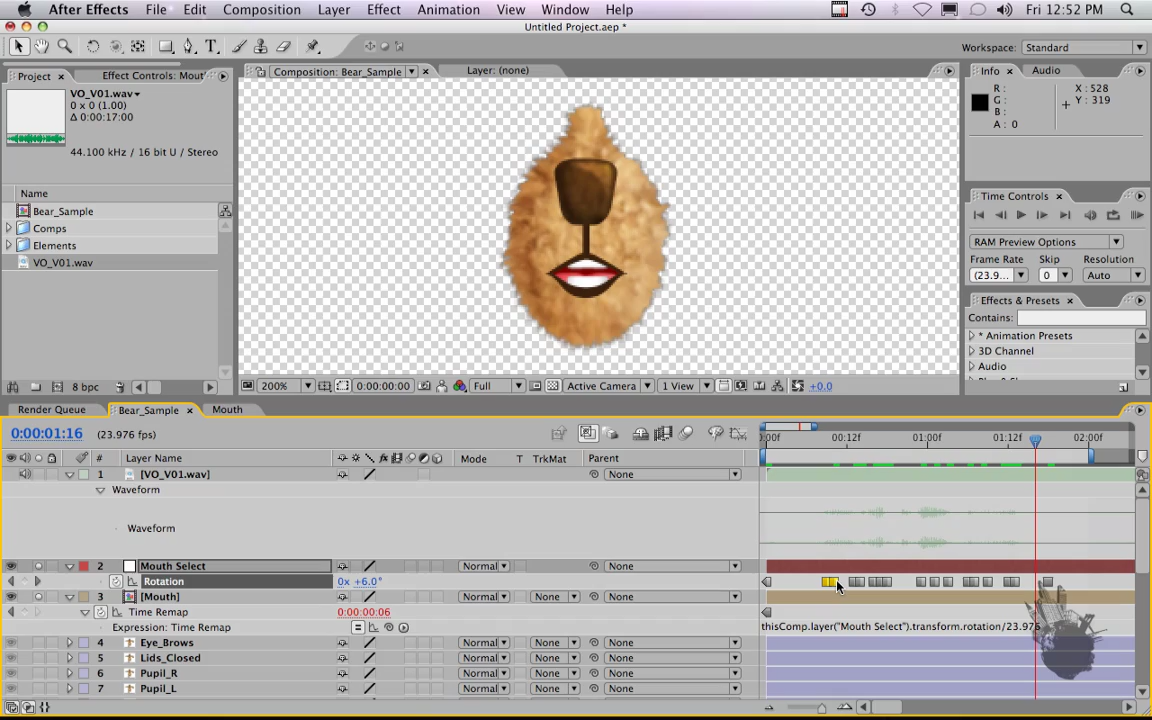 After Effects File Edit Composition Layer Effect Animation View Window Help Fri 12:52 PM
Untitled Project.aep *
T Workspace: Standard
Project × Effect Controls: Mout Composition: Bear_Sample × Layer: (none) Info × Audio
VO_V01.wav
0 x 0 (1.00)
Δ 0:00:17:00
44.100 kHz / 16 bit U / Stereo
R :
G :
B :
A : 0
X : 528
Y : 319
Name
Bear_Sample
Comps
Elements
VO_V01.wav
Time Controls ×
RAM Preview Options
Frame Rate Skip Resolution
(23.9... 0 Auto
Effects & Presets ×
Contains:
* Animation Presets
3D Channel
Audio
8 bpc 200% 0:00:00:00 Full Active Camera 1 View +0.0
Render Queue Bear_Sample × Mouth
0:00:01:16 (23.976 fps) :00f 00:12f 01:00f 01:12f 02:00f
# Layer Name Mode T TrkMat Parent
1 [VO_V01.wav] None
Waveform
Waveform
2 Mouth Select Normal None
Rotation 0x +6.0°
3 [Mouth] Normal None None
Time Remap 0:00:00:06
Expression: Time Remap thisComp.layer("Mouth Select").transform.rotation/23.976
4 Eye_Brows Normal None None
5 Lids_Closed Normal None None
6 Pupil_R Normal None None
7 Pupil_L Normal None None